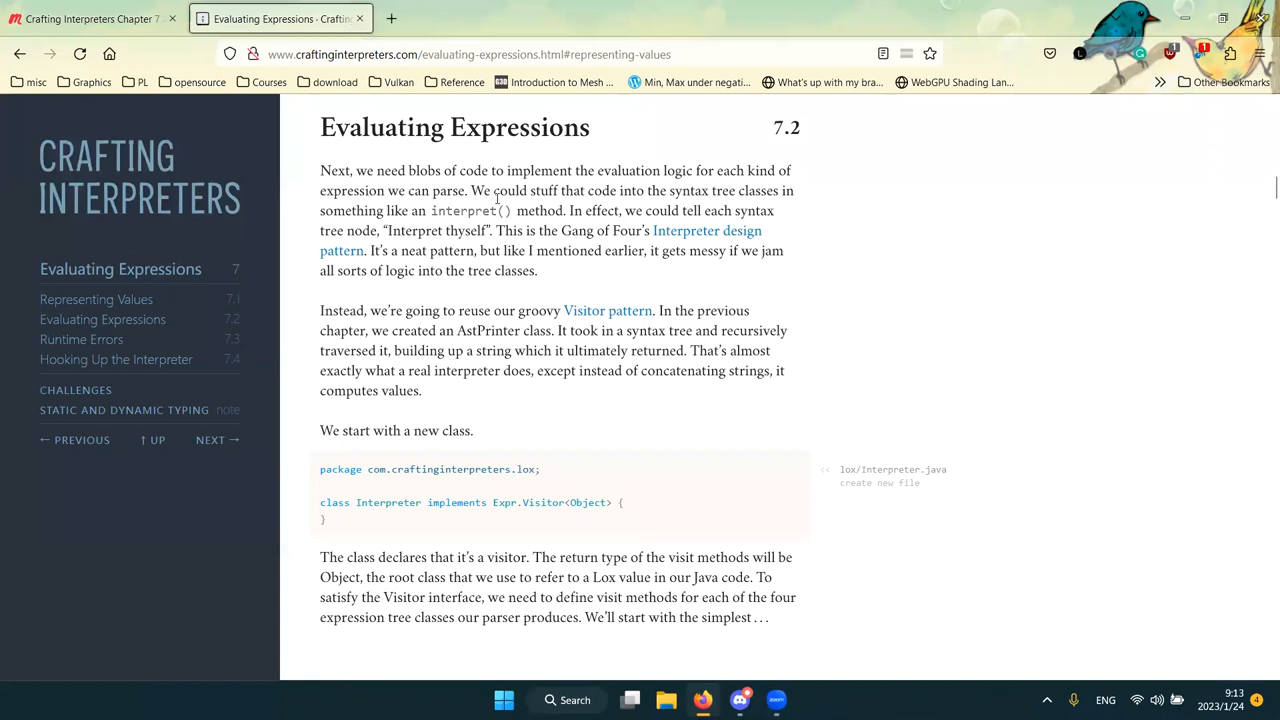 Crafting Interpreters Chapter 7
Evaluating Expressions · Craftin
www.craftinginterpreters.com/evaluating-expressions.html#representing-values
1
1
misc
Graphics
PL
opensource
Courses
download
Vulkan
Reference
Introduction to Mesh ...
Min, Max under negati...
What's up with my bra...
WebGPU Shading Lan...
Other Bookmarks
CRAFTING
INTERPRETERS
Evaluating Expressions 7
Representing Values 7.1
Evaluating Expressions 7.2
Runtime Errors 7.3
Hooking Up the Interpreter 7.4
CHALLENGES
STATIC AND DYNAMIC TYPING note
← PREVIOUS ↑ UP NEXT →
Evaluating Expressions 7.2
Next, we need blobs of code to implement the evaluation logic for each kind of
expression we can parse. We could stuff that code into the syntax tree classes in
something like an interpret() method. In effect, we could tell each syntax
tree node, “Interpret thyself”. This is the Gang of Four’s Interpreter design
pattern. It’s a neat pattern, but like I mentioned earlier, it gets messy if we jam
all sorts of logic into the tree classes.
Instead, we’re going to reuse our groovy Visitor pattern. In the previous
chapter, we created an AstPrinter class. It took in a syntax tree and recursively
traversed it, building up a string which it ultimately returned. That’s almost
exactly what a real interpreter does, except instead of concatenating strings, it
computes values.
We start with a new class.
package com.craftinginterpreters.lox;
<< lox/Interpreter.java
create new file
class Interpreter implements Expr.Visitor<Object> {
}
The class declares that it’s a visitor. The return type of the visit methods will be
Object, the root class that we use to refer to a Lox value in our Java code. To
satisfy the Visitor interface, we need to define visit methods for each of the four
expression tree classes our parser produces. We’ll start with the simplest . . .
Search
zoom
ENG
9:13
2023/1/24
4